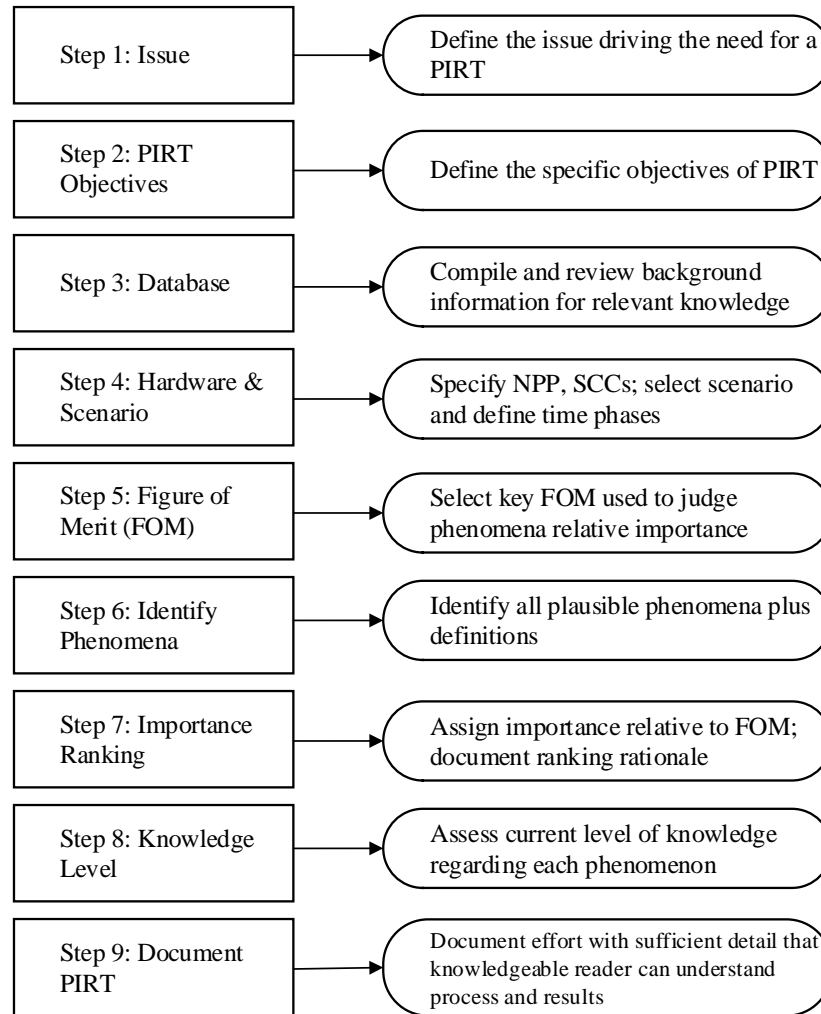 Step 1: Issue
Define the issue driving the need for a
PIRT
Step 2: PIRT
Objectives
Define the specific objectives of PIRT
Step 3: Database
Compile and review background
information for relevant knowledge
Step 4: Hardware &
Scenario
Specify NPP, SCCs; select scenario
and define time phases
Step 5: Figure of
Merit (FOM)
Select key FOM used to judge
phenomena relative importance
Step 6: Identify
Phenomena
Identify all plausible phenomena plus
definitions
Step 7: Importance
Ranking
Assign importance relative to FOM;
document ranking rationale
Step 8: Knowledge
Level
Assess current level of knowledge
regarding each phenomenon
Step 9: Document
PIRT
Document effort with sufficient detail that
knowledgeable reader can understand
process and results